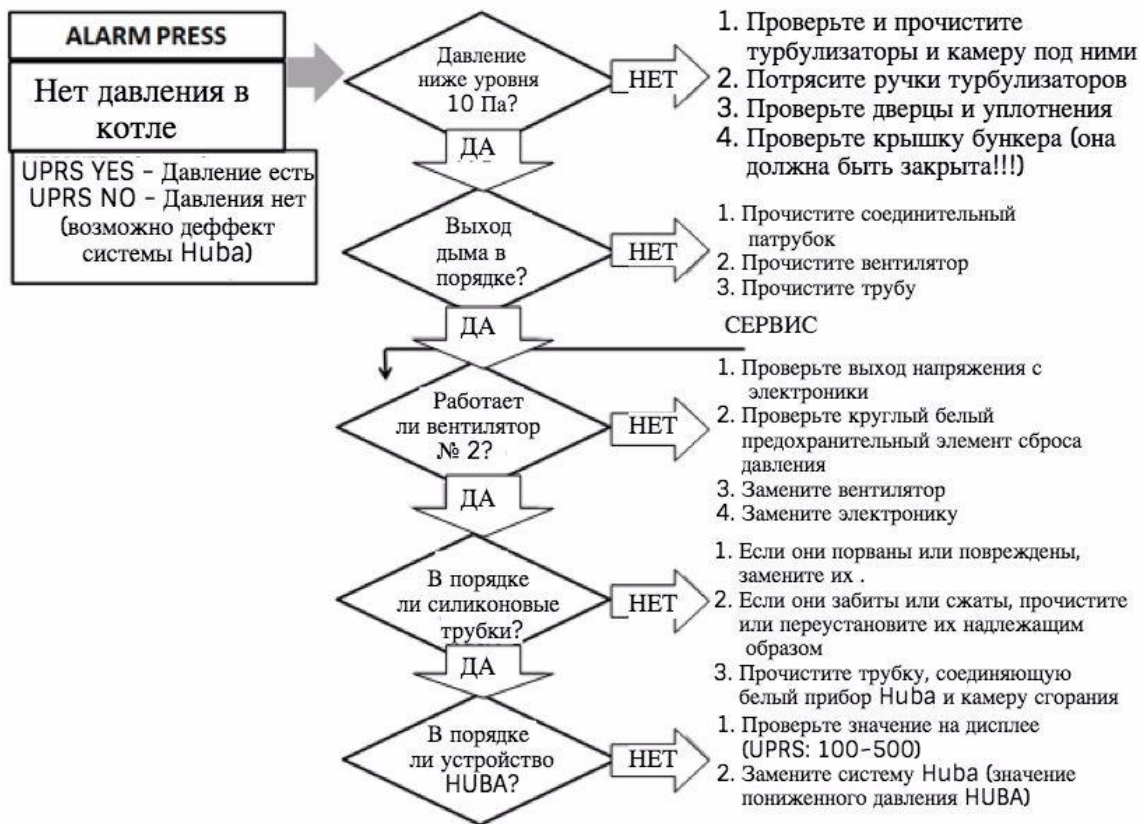 ALARM PRESS
Нет давления в
котле
UPRS YES – Давление есть
UPRS NO – Давления нет
(возможно деффект
системы Huba)
Давление
ниже уровня
10 Па?
НЕТ
1. Проверьте и прочистите
турбулизаторы и камеру под ними
2. Потрясите ручки турбулизаторов
3. Проверьте дверцы и уплотнения
4. Проверьте крышку бункера (она
должна быть закрыта!!!)
ДА
Выход
дыма в
порядке?
НЕТ
1. Прочистите соединительный
патрубок
2. Прочистите вентилятор
3. Прочистите трубу
ДА
СЕРВИС
Работает
ли вентилятор
№ 2?
НЕТ
1. Проверьте выход напряжения с
электроники
2. Проверьте круглый белый
предохранительный элемент сброса
давления
3. Замените вентилятор
4. Замените электронику
ДА
В порядке
ли силиконовые
трубки?
НЕТ
1. Если они порваны или повреждены,
замените их .
2. Если они забиты или сжаты, прочистите
или переустановите их надлежащим
образом
3. Прочистите трубку, соединяющую
белый прибор Huba и камеру сгорания
ДА
В порядке
ли устройство
HUBA?
НЕТ
1. Проверьте значение на дисплее
(UPRS: 100-500)
2. Замените систему Huba (значение
пониженного давления HUBA)